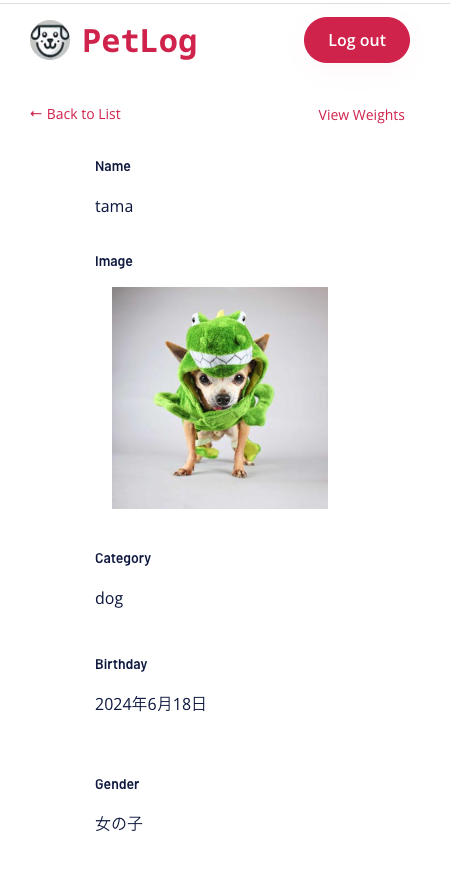 PetLog
Log out
← Back to List
View Weights
Name
tama
Image
Category
dog
Birthday
2024年6月18日
Gender
女の子